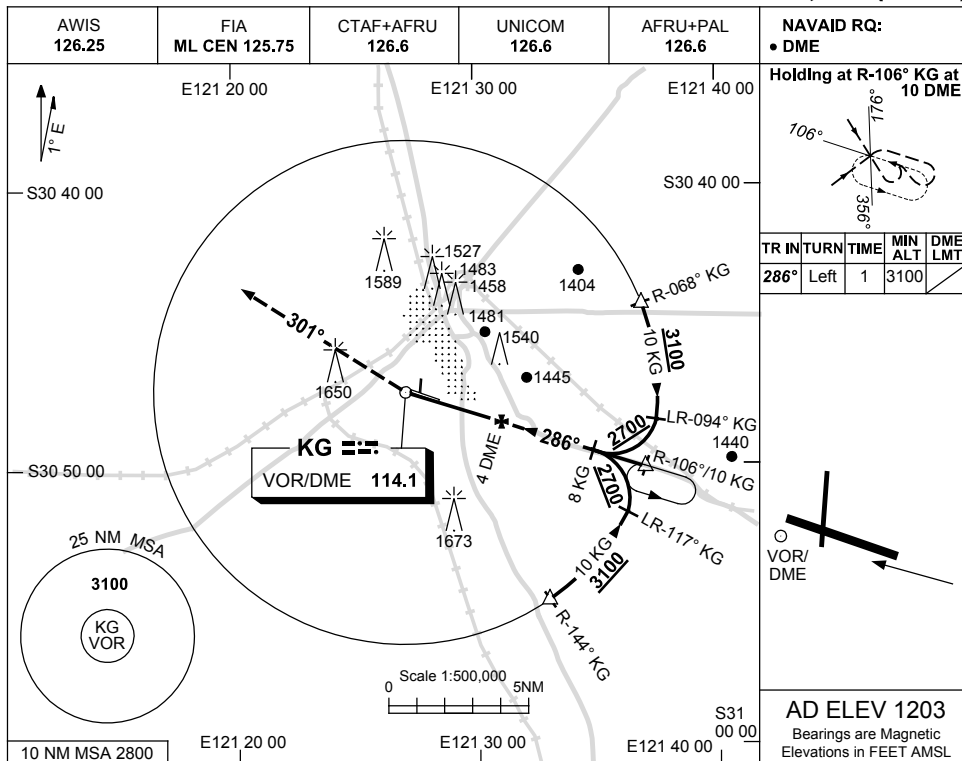 AWIS
126.25
FIA
ML CEN 125.75
CTAF+AFRU
126.6
UNICOM
126.6
AFRU+PAL
126.6
NAVAID RQ:
• DME
E121 20 00
E121 30 00
E121 40 00
Holding at R-106° KG at
10 DME
176°
106°
356°
1° E
S30 40 00
S30 40 00
TR IN TURN TIME MIN ALT DME LMT
286° Left 1 3100
1589
1527
1483
1458
1404
1481
1540
1445
R-068° KG
3100
10 KG
301°
1650
LR-094° KG
2700
1440
286°
4 DME
R-106°/10 KG
8 KG
2700
LR-117° KG
KG
VOR/DME 114.1
S30 50 00
1673
10 KG
3100
R-144° KG
VOR/
DME
25 NM MSA
3100
KG
VOR
Scale 1:500,000
0 5NM
S31
00 00
10 NM MSA 2800
E121 20 00
E121 30 00
E121 40 00
AD ELEV 1203
Bearings are Magnetic
Elevations in FEET AMSL